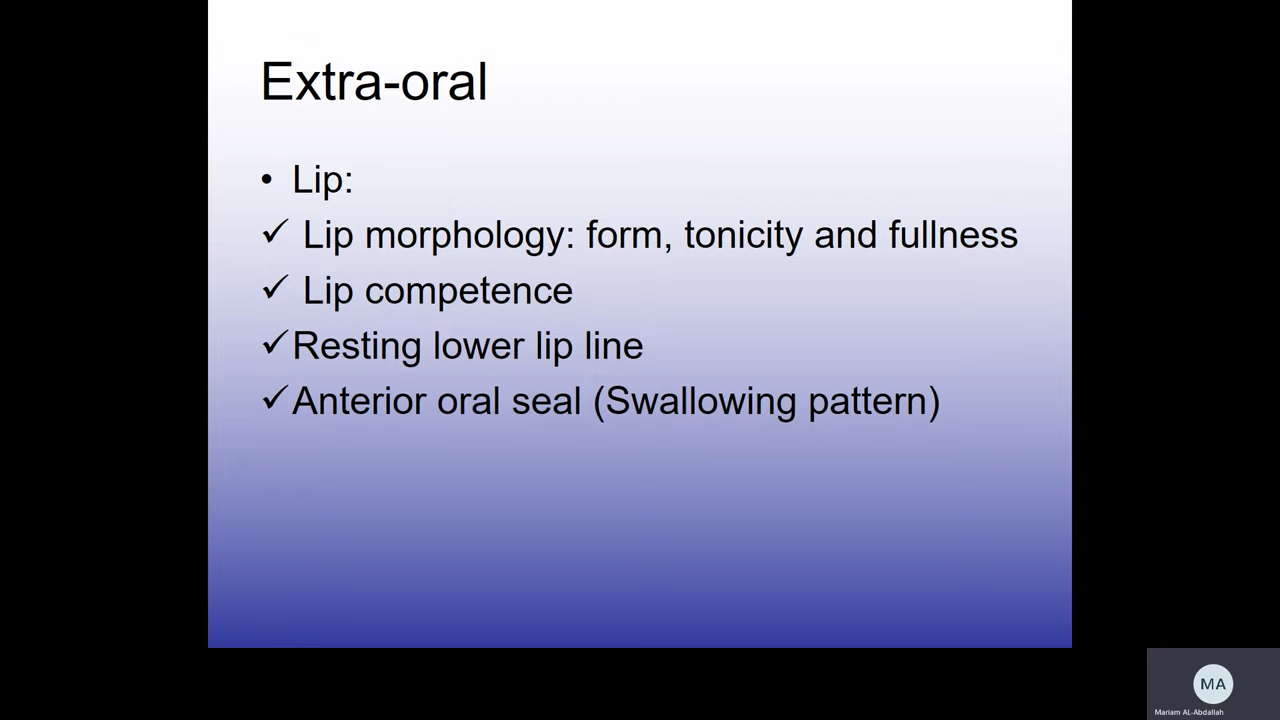 Extra-oral
• Lip:
✓ Lip morphology: form, tonicity and fullness
✓ Lip competence
✓Resting lower lip line
✓Anterior oral seal (Swallowing pattern)
MA
Mariam AL-Abdallah